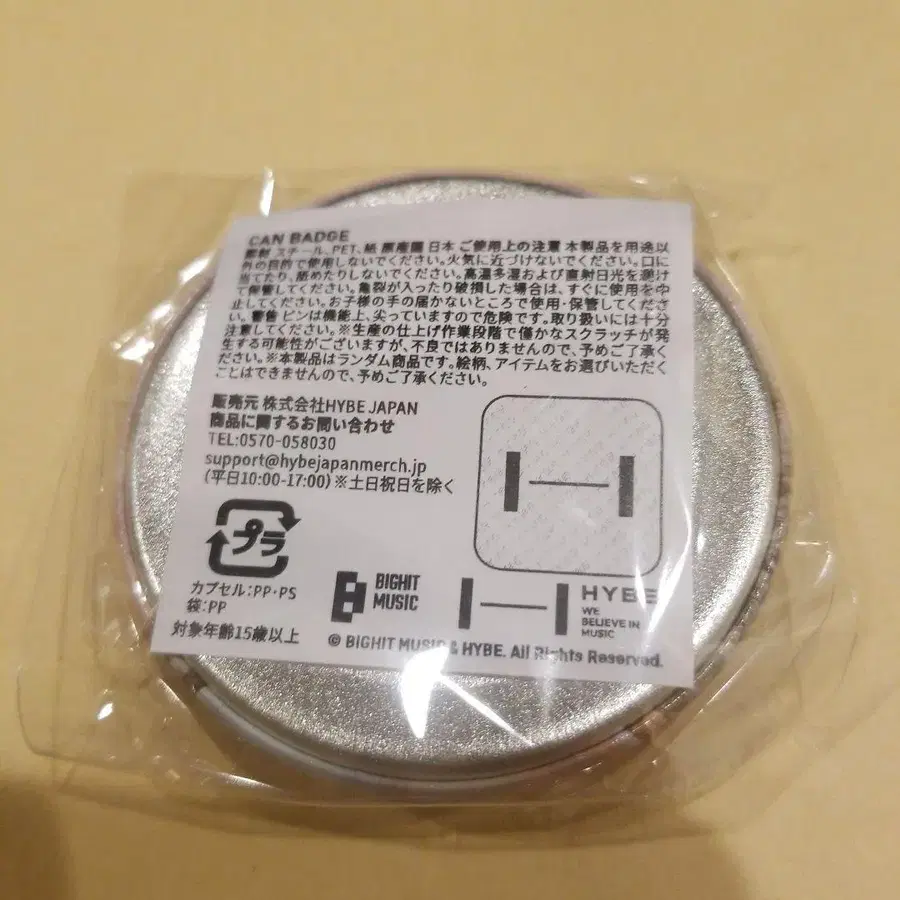 CAN BADGE
素材 スチール、PET、紙 原産国 日本 ご使用上の注意 本製品を用途以
外の目的で使用しないでください。火気に近づけないでください。口に
当てたり、舐めたりしないでください。高温多湿および直射日光を避け
て保管してください。亀裂が入ったり破損した場合は、すぐに使用を中
止してください。お子様の手の届かないところで使用・保管してくださ
い。警告 ピンは機能上、尖っていますので危険です。取り扱いには十分
注意してください。※生産の仕上げ作業段階で僅かなスクラッチが発
生する可能性がございますが、不良ではありませんので、予めご了承くだ
さい。※本製品はランダム商品です。絵柄、アイテムをお選びいただく
ことはできませんので、予めご了承ください。
販売元 株式会社HYBE JAPAN
商品に関するお問い合わせ
TEL:0570-058030
support@hybejapanmerch.jp
(平日10:00-17:00) ※土日祝日を除く
プラ
カプセル:PP・PS
袋:PP
対象年齢15歳以上
BIGHIT
MUSIC
HYBE
WE
BELIEVE IN
MUSIC
© BIGHIT MUSIC & HYBE. All Rights Reserved.